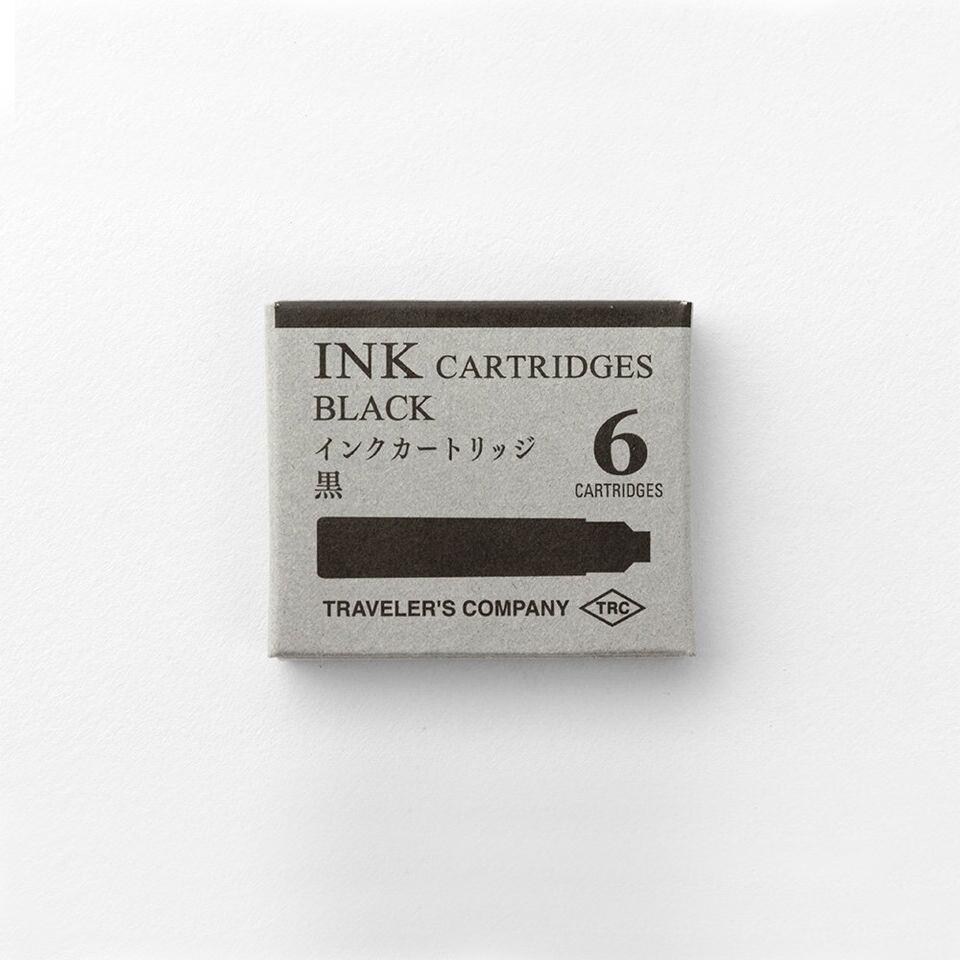 INK CARTRIDGES
BLACK
インクカートリッジ
黒
6
CARTRIDGES
TRAVELER'S COMPANY TRC